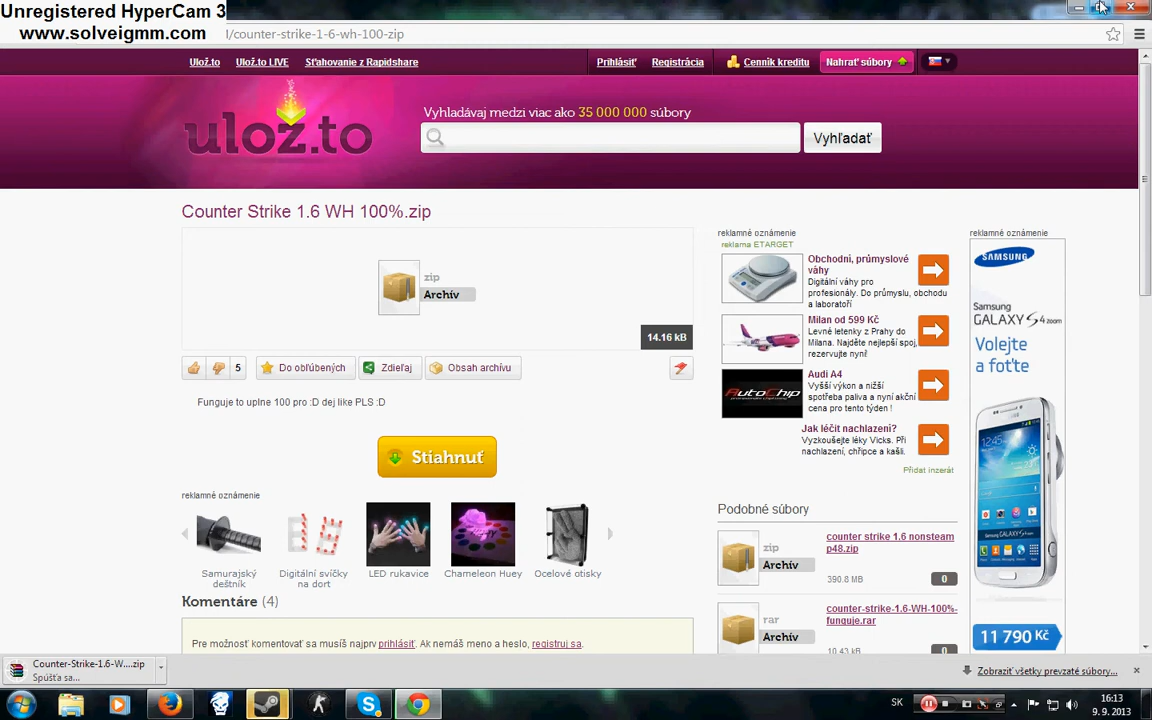 Unregistered HyperCam 3
www.solveigmm.com
l/counter-strike-1-6-wh-100-zip
Ulož.to
Ulož.to LIVE
Sťahovanie z Rapidshare
Prihlásiť
Registrácia
Cenník kreditu
Nahrať súbory
uloz.to
Vyhladávaj medzi viac ako 35 000 000 súbory
Vyhľadať
Counter Strike 1.6 WH 100%.zip
zip
Archív
14.16 kB
5
Do obľúbených
Zdieľaj
Obsah archívu
Funguje to uplne 100 pro :D dej like PLS :D
Stiahnuť
reklamné oznámenie
Samurajský
deštník
Digitální svíčky
na dort
LED rukavice
Chameleon Huey
Ocelové otisky
Komentáre (4)
Pre možnosť komentovať sa musíš najprv prihlásiť. Ak nemáš meno a heslo, registruj sa.
reklamné oznámenie
reklama ETARGET
Obchodní, průmyslové
váhy
Digitální váhy pro
profesionály. Do průmyslu, obchodu
a laboratoří
Milan od 599 Kč
Levné letenky z Prahy do
Milana. Najděte nejlepší spoj,
rezervujte nyní!
AutoChip
Audi A4
Vyšší výkon a nižší
spotřeba paliva a nyní akční
cena pro tento týden !
Jak léčit nachlazení?
Vyzkoušejte léky Vicks. Při
nachlazení, chřipce a kašli.
Přidat inzerát
Podobné súbory
zip
Archív
counter strike 1.6 nonsteam
p48.zip
390.8 MB
0
rar
Archív
counter-strike-1.6-WH-100%-
funguje.rar
10.43 kB
0
reklamné oznámenie
SAMSUNG
Samsung
GALAXY S4 zoom
Volejte
a foťte
11 790 Kč
Counter-Strike-1.6-W....zip
Spúšťa sa...
Zobraziť všetky prevzaté súbory...
SK
16:13
9. 9. 2013